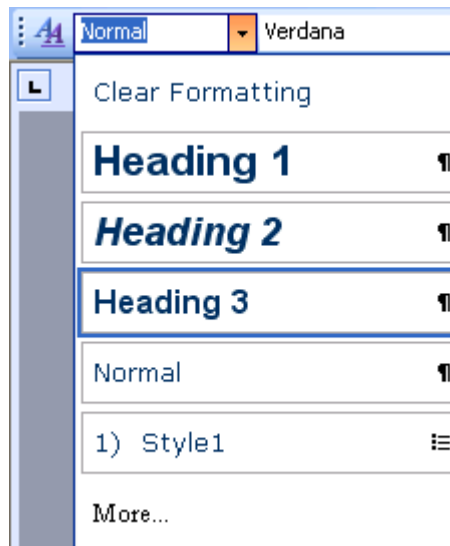 Normal Verdana
Clear Formatting
Heading 1 ¶
Heading 2 ¶
Heading 3 ¶
Normal ¶
1) Style1
More...